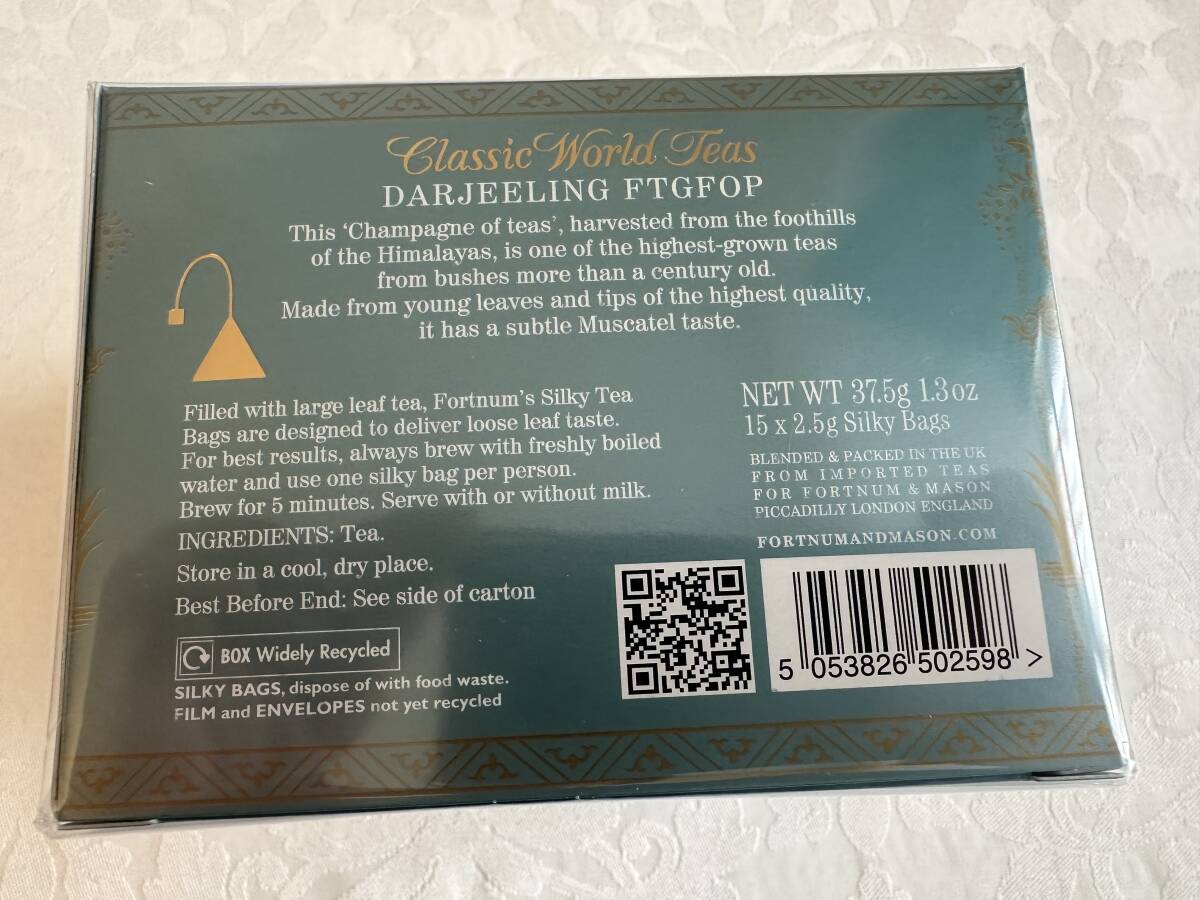 Classic World Teas
DARJEELING FTGFOP
This ‘Champagne of teas’, harvested from the foothills
of the Himalayas, is one of the highest-grown teas
from bushes more than a century old.
Made from young leaves and tips of the highest quality,
it has a subtle Muscatel taste.
Filled with large leaf tea, Fortnum’s Silky Tea
Bags are designed to deliver loose leaf taste.
For best results, always brew with freshly boiled
water and use one silky bag per person.
Brew for 5 minutes. Serve with or without milk.
INGREDIENTS: Tea.
Store in a cool, dry place.
Best Before End: See side of carton
BOX Widely Recycled
SILKY BAGS, dispose of with food waste.
FILM and ENVELOPES not yet recycled
NET WT 37.5g 1.3oz
15 x 2.5g Silky Bags
BLENDED & PACKED IN THE UK
FROM IMPORTED TEAS
FOR FORTNUM & MASON
PICCADILLY LONDON ENGLAND
FORTNUMANDMASON.COM
5 053826 502598 >